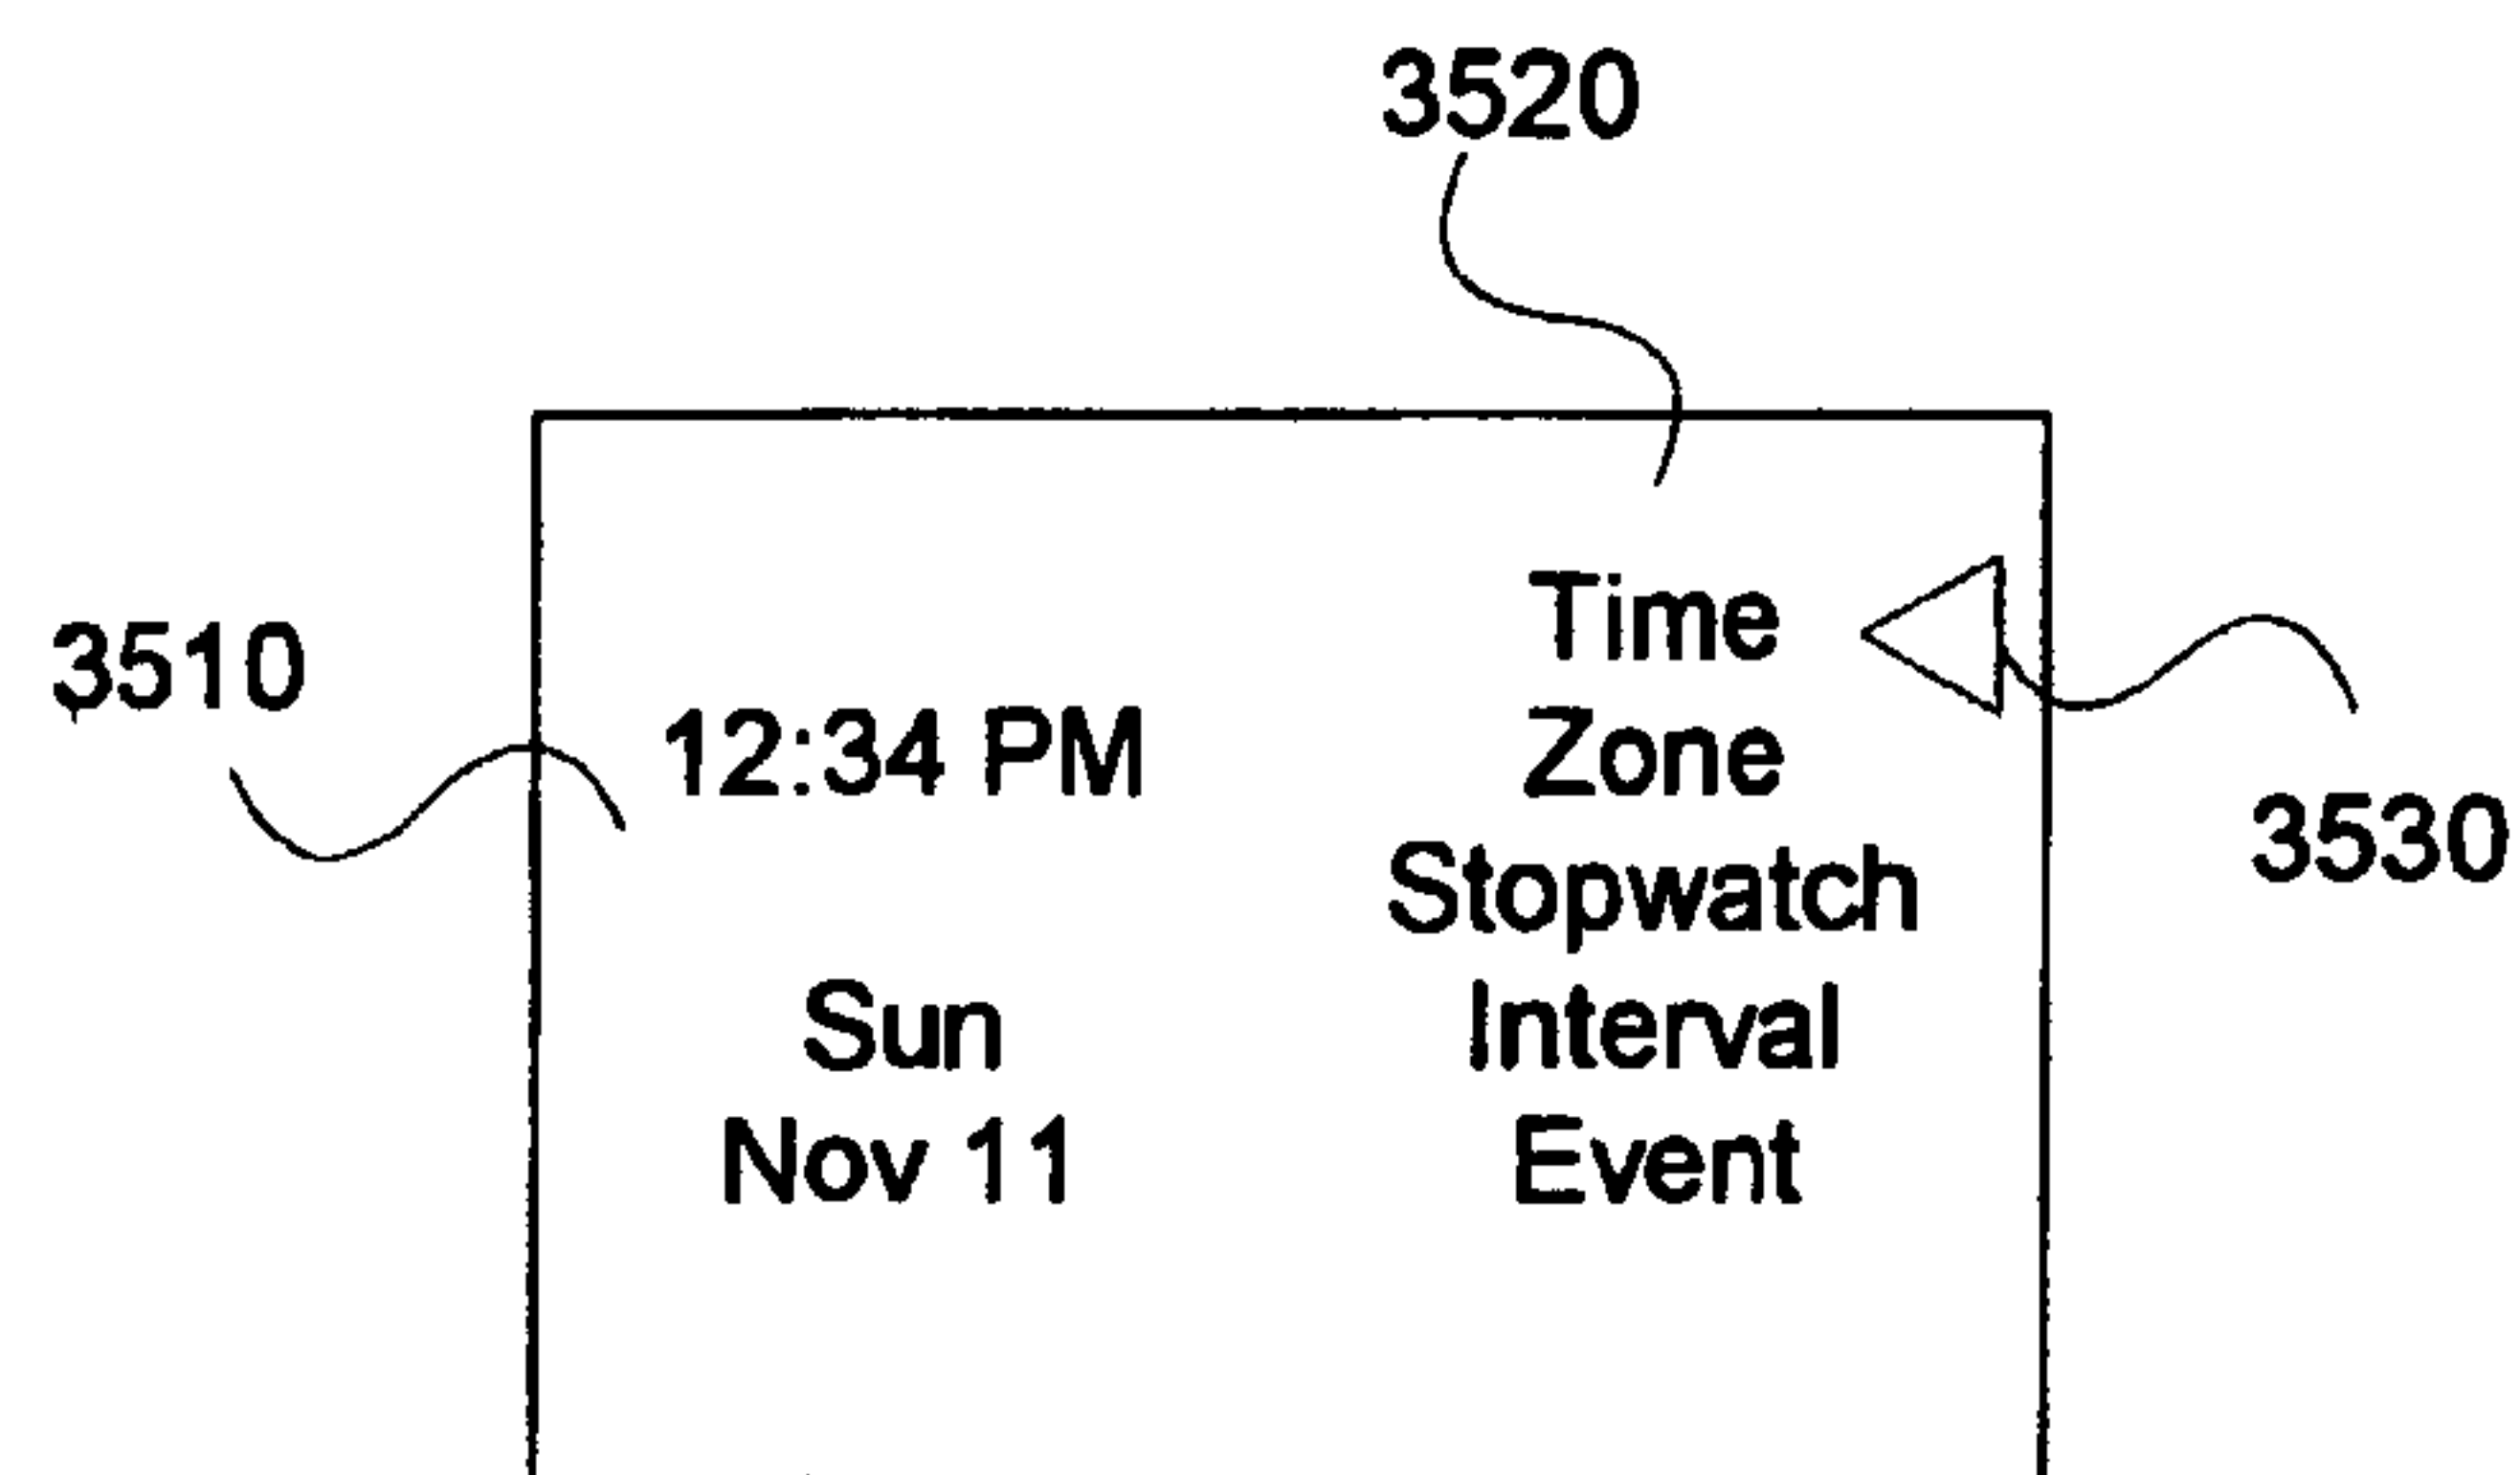 3520
3510
12:34 PM
Sun
Nov 11
Time
Zone
Stopwatch
Interval
Event
3530